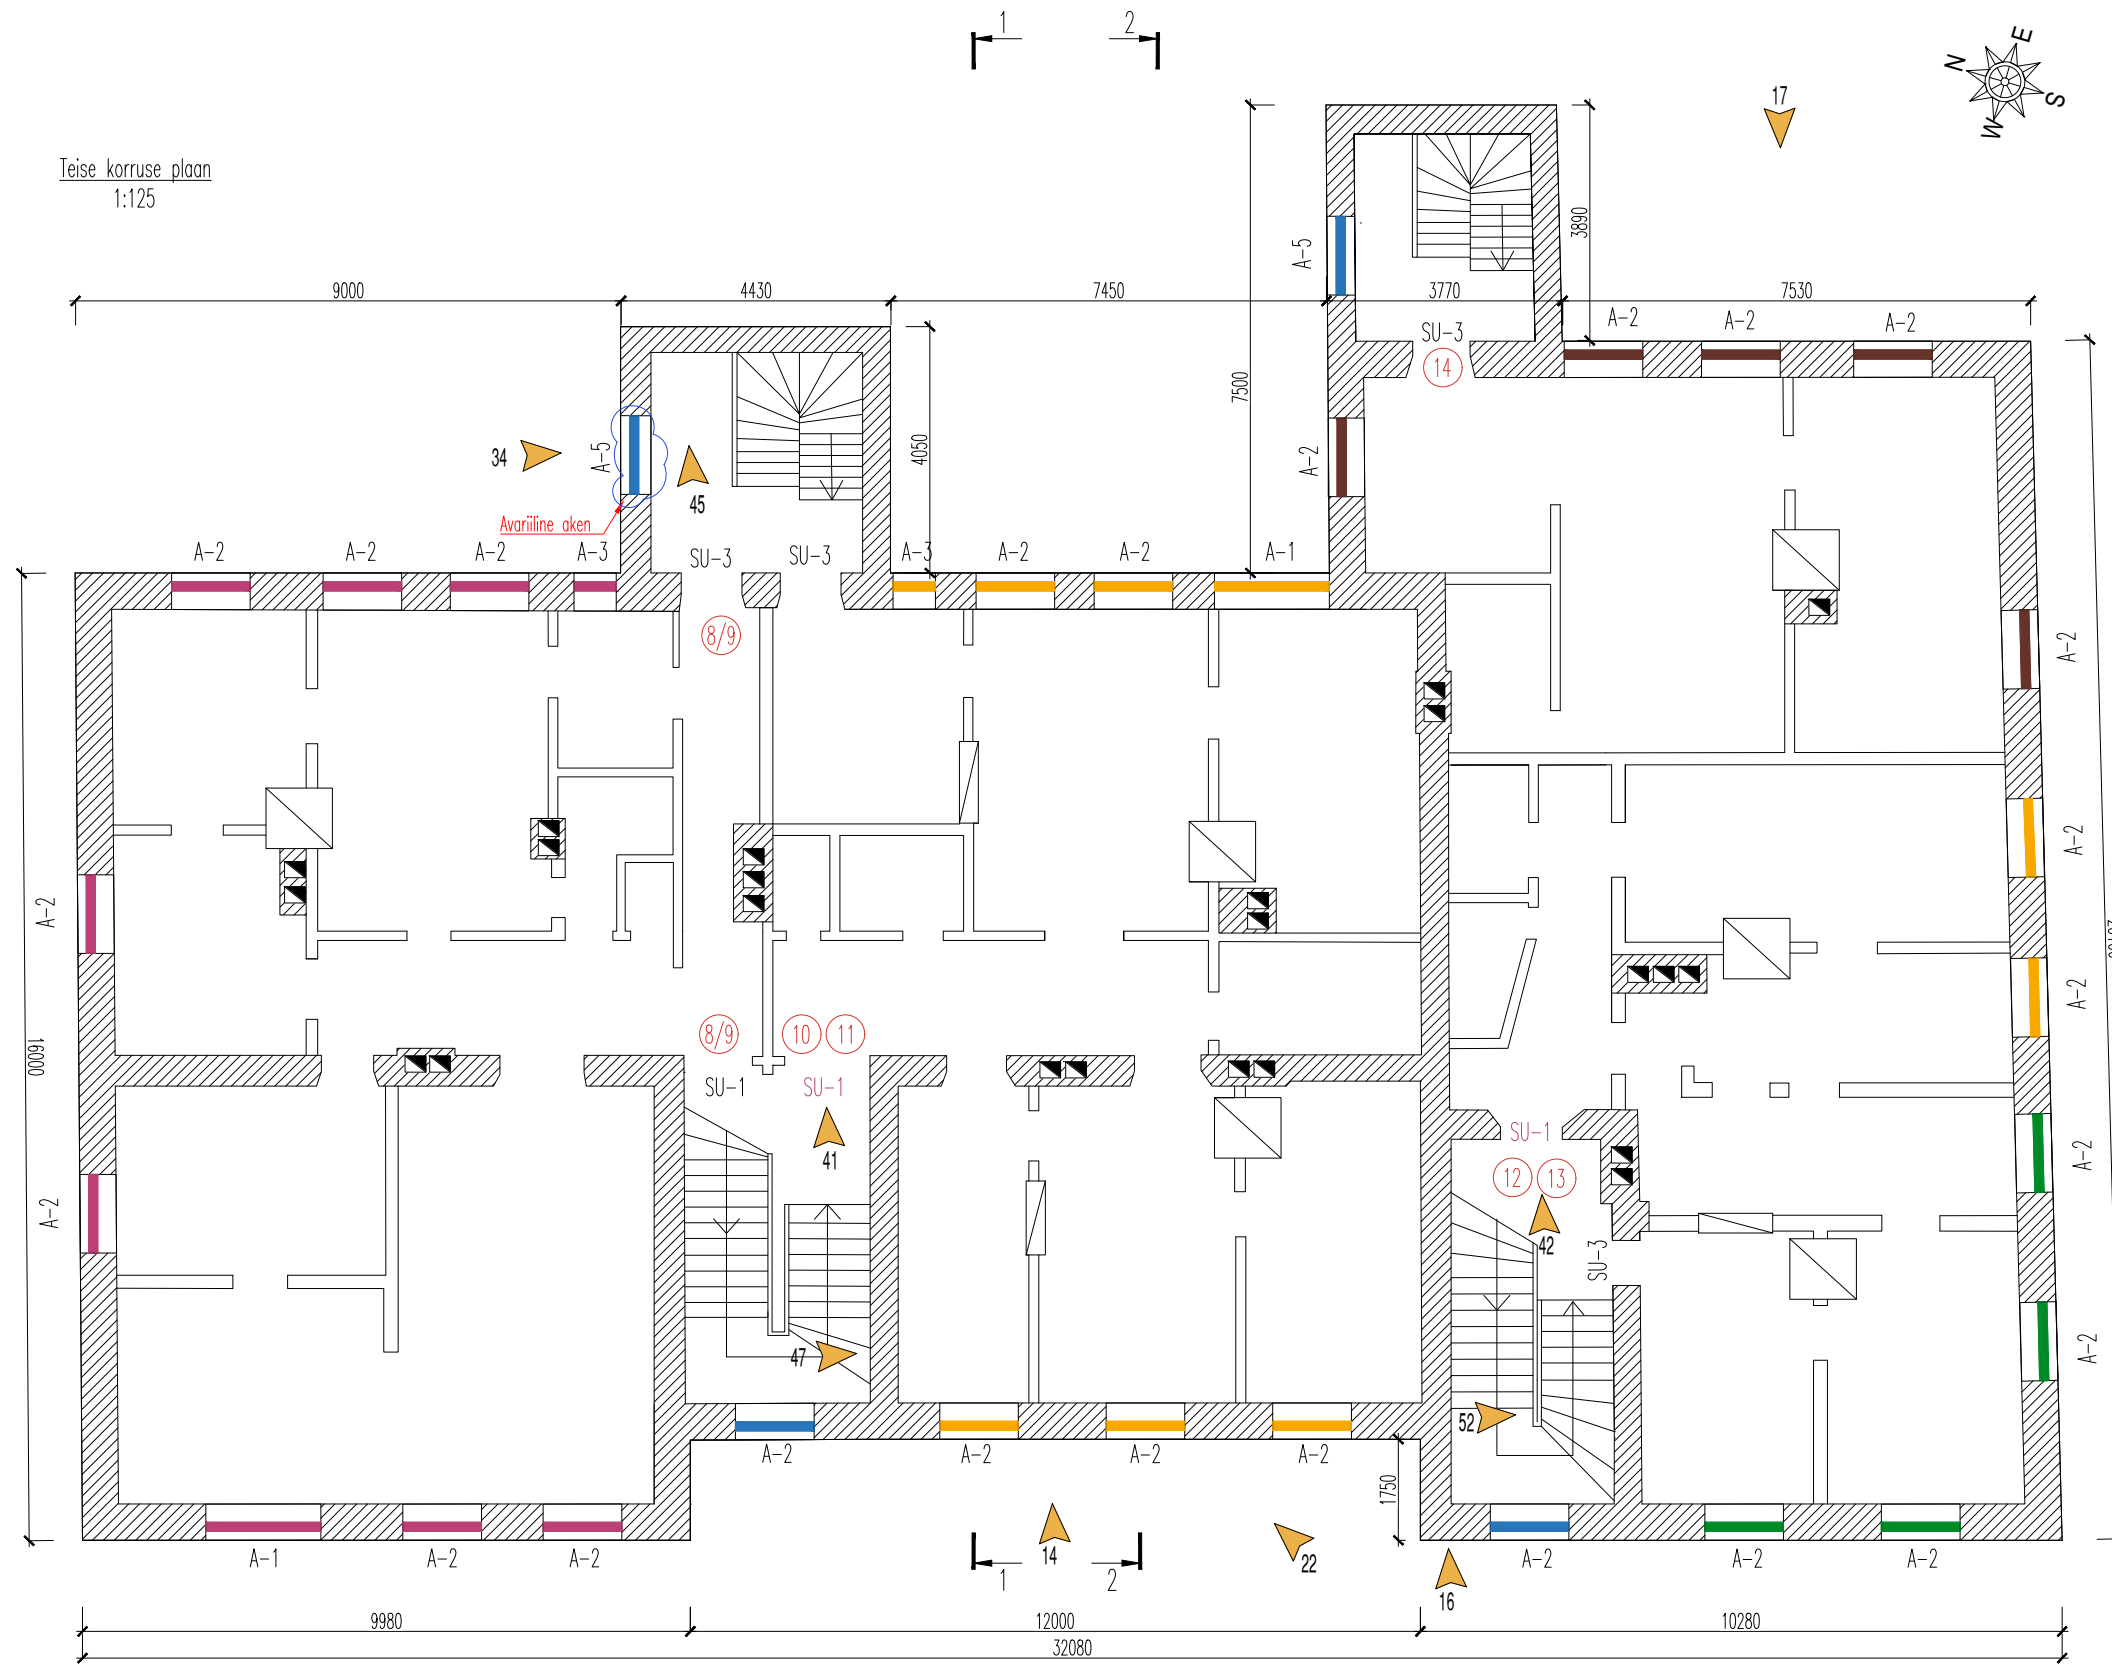 1 2
N E S W
17
Teise korruse plaan
1:125
9000 4430 7450 3770 7530
3890
7500
4050
A-5
SU-3
14
A-2 A-2 A-2
A-2
34
A-5
45
Avariiline aken
A-2 A-2 A-2 A-3
SU-3 SU-3
A-3 A-2 A-2 A-1
8/9
A-2
A-2
A-2
A-2
16000
8/9 10 11
SU-1 SU-1
41
SU-1
12 13
42
SU-3
A-2
A-2
A-2
47
52
A-2 A-2 A-2 A-2
1750
A-1 A-2 A-2
14
22
16
A-2 A-2 A-2
1 2
9980 12000 10280
32080